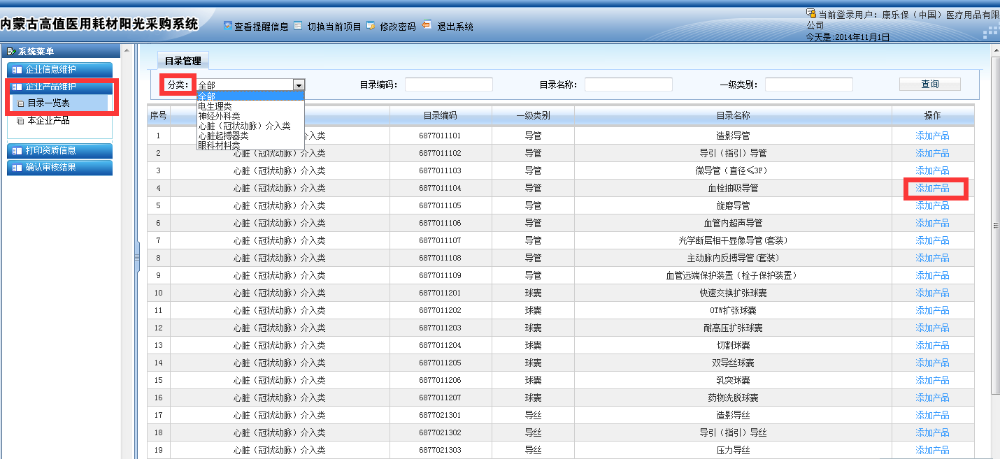 内蒙古高值医用耗材阳光采购系统
查看提醒信息 切换当前项目 修改密码 退出系统
当前登录用户：康乐保（中国）医疗用品有限
公司
今天是:2014年11月1日
系统菜单
企业信息维护
企业产品维护
目录一览表
本企业产品
打印资质信息
确认审核结果
目录管理
分类： 全部 目录编码： 目录名称： 一级类别： 查询
全部
电生理类
神经外科类
心脏（冠状动脉）介入类
心脏起搏器类
眼科材料类
序号 目录编码 一级类别 目录名称 操作
1 介入类 6877011101 导管 造影导管 添加产品
2 心脏（冠状动脉）介入类 6877011102 导管 导引（指引）导管 添加产品
3 心脏（冠状动脉）介入类 6877011103 导管 微导管（直径≤3F） 添加产品
4 心脏（冠状动脉）介入类 6877011104 导管 血栓抽吸导管 添加产品
5 心脏（冠状动脉）介入类 6877011105 导管 旋磨导管 添加产品
6 心脏（冠状动脉）介入类 6877011106 导管 血管内超声导管 添加产品
7 心脏（冠状动脉）介入类 6877011107 导管 光学断层相干显像导管(套装） 添加产品
8 心脏（冠状动脉）介入类 6877011108 导管 主动脉内反搏导管(套装） 添加产品
9 心脏（冠状动脉）介入类 6877011109 导管 血管远端保护装置（栓子保护装置） 添加产品
10 心脏（冠状动脉）介入类 6877011201 球囊 快速交换扩张球囊 添加产品
11 心脏（冠状动脉）介入类 6877011202 球囊 OTW扩张球囊 添加产品
12 心脏（冠状动脉）介入类 6877011203 球囊 耐高压扩张球囊 添加产品
13 心脏（冠状动脉）介入类 6877011204 球囊 切割球囊 添加产品
14 心脏（冠状动脉）介入类 6877011205 球囊 双导丝球囊 添加产品
15 心脏（冠状动脉）介入类 6877011206 球囊 乳突球囊 添加产品
16 心脏（冠状动脉）介入类 6877011207 球囊 药物洗脱球囊 添加产品
17 心脏（冠状动脉）介入类 6877021301 导丝 造影导丝 添加产品
18 心脏（冠状动脉）介入类 6877021302 导丝 导引（指引）导丝 添加产品
19 心脏（冠状动脉）介入类 6877021303 导丝 压力导丝 添加产品